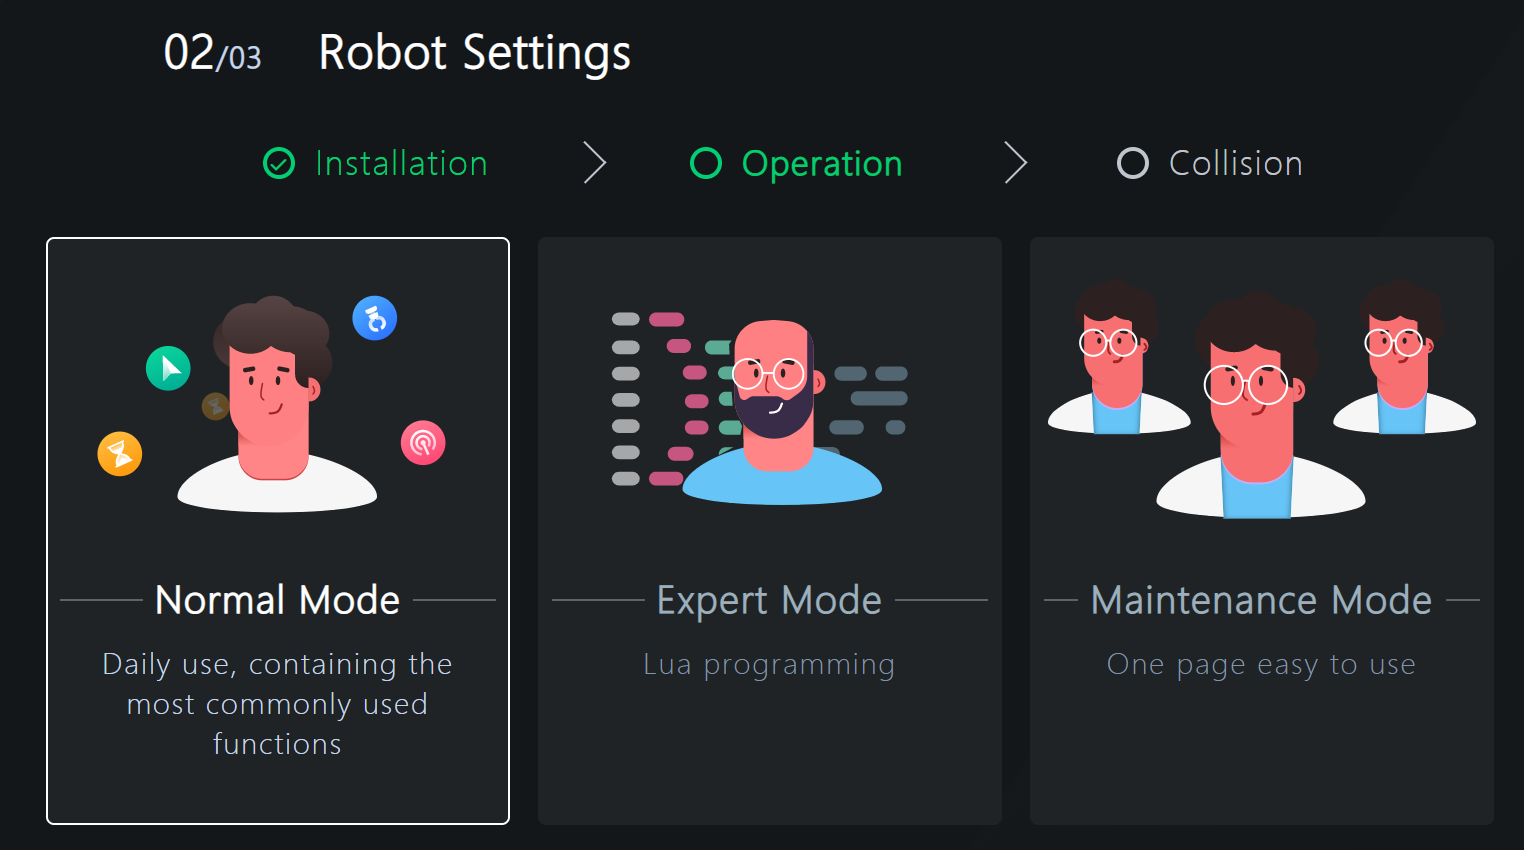 02/03 Robot Settings
Installation Operation Collision
Normal Mode
Daily use, containing the
most commonly used
functions
Expert Mode
Lua programming
Maintenance Mode
One page easy to use